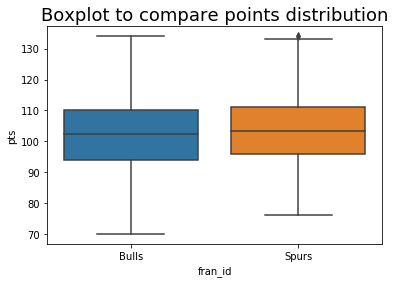 Boxplot to compare points distribution
130
120
110
100
90
80
70
pts
Bulls Spurs
fran_id